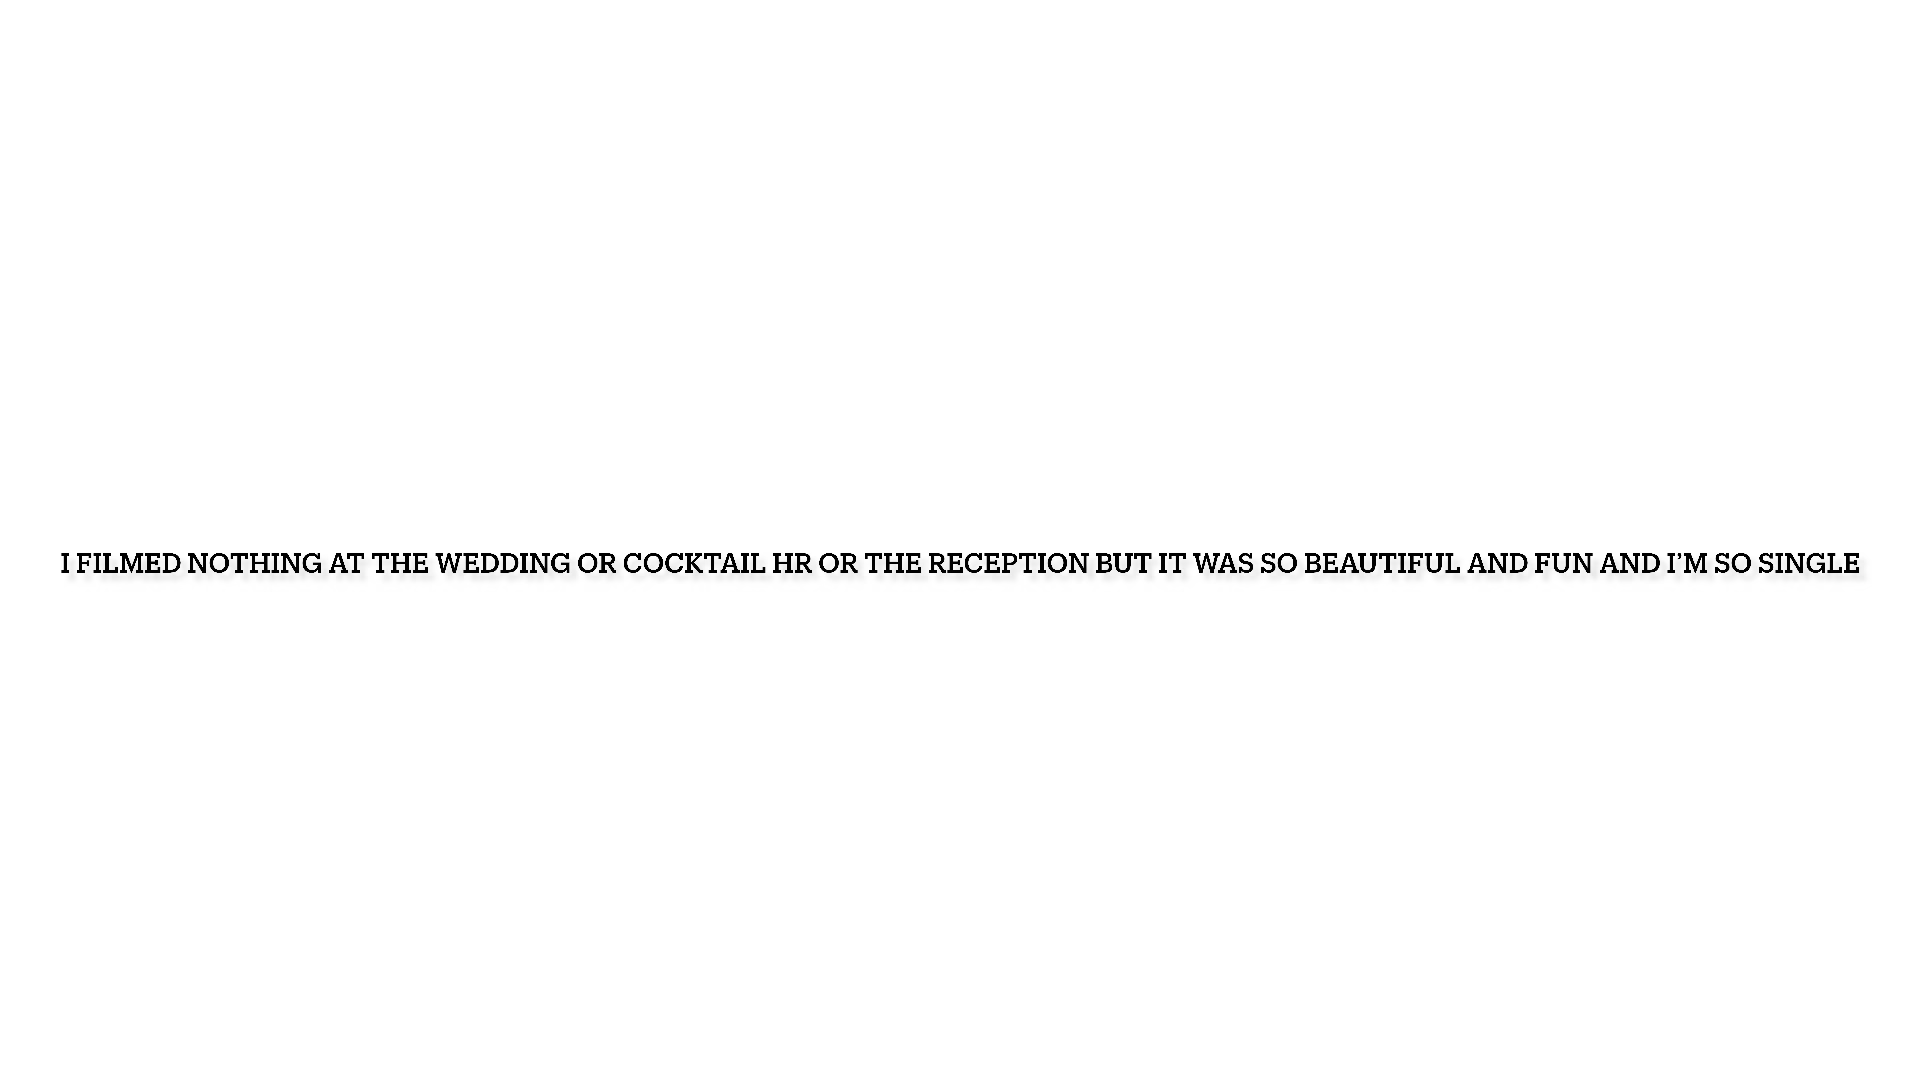 I FILMED NOTHING AT THE WEDDING OR COCKTAIL HR OR THE RECEPTION BUT IT WAS SO BEAUTIFUL AND FUN AND I’M SO SINGLE